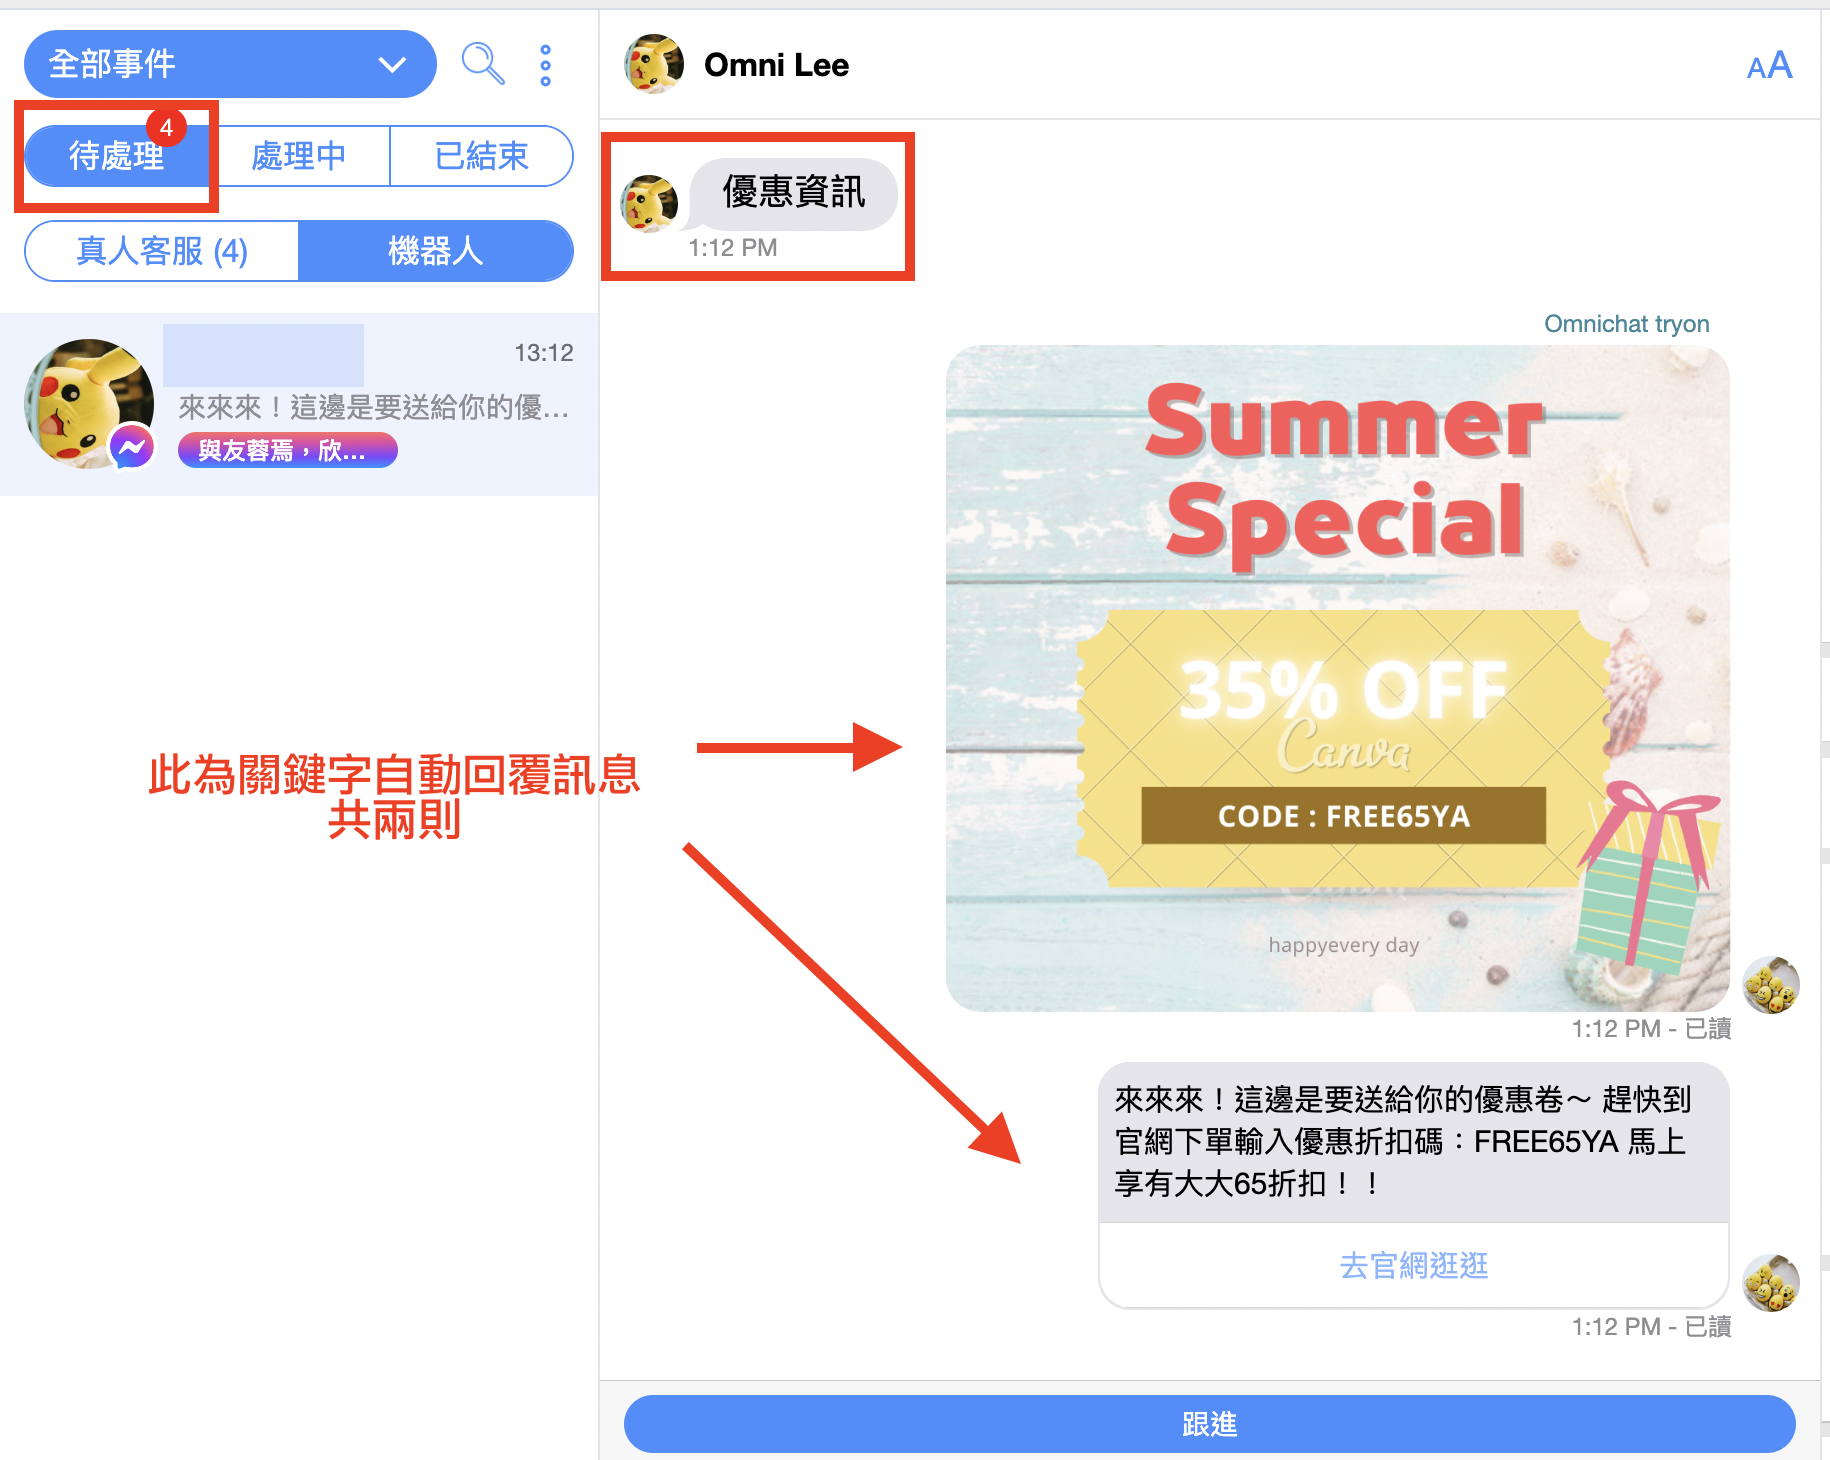 全部事件
待處理
4
處理中
已結束
真人客服 (4)
機器人
13:12
來來來！這邊是要送給你的優...
與友蓉焉，欣...
此為關鍵字自動回覆訊息
共兩則
Omni Lee
AA
優惠資訊
1:12 PM
Omnichat tryon
Summer
Special
35% OFF
Canva
CODE : FREE65YA
happyevery day
1:12 PM - 已讀
來來來！這邊是要送給你的優惠卷～ 趕快到
官網下單輸入優惠折扣碼：FREE65YA 馬上
享有大大65折扣！！
去官網逛逛
1:12 PM - 已讀
跟進